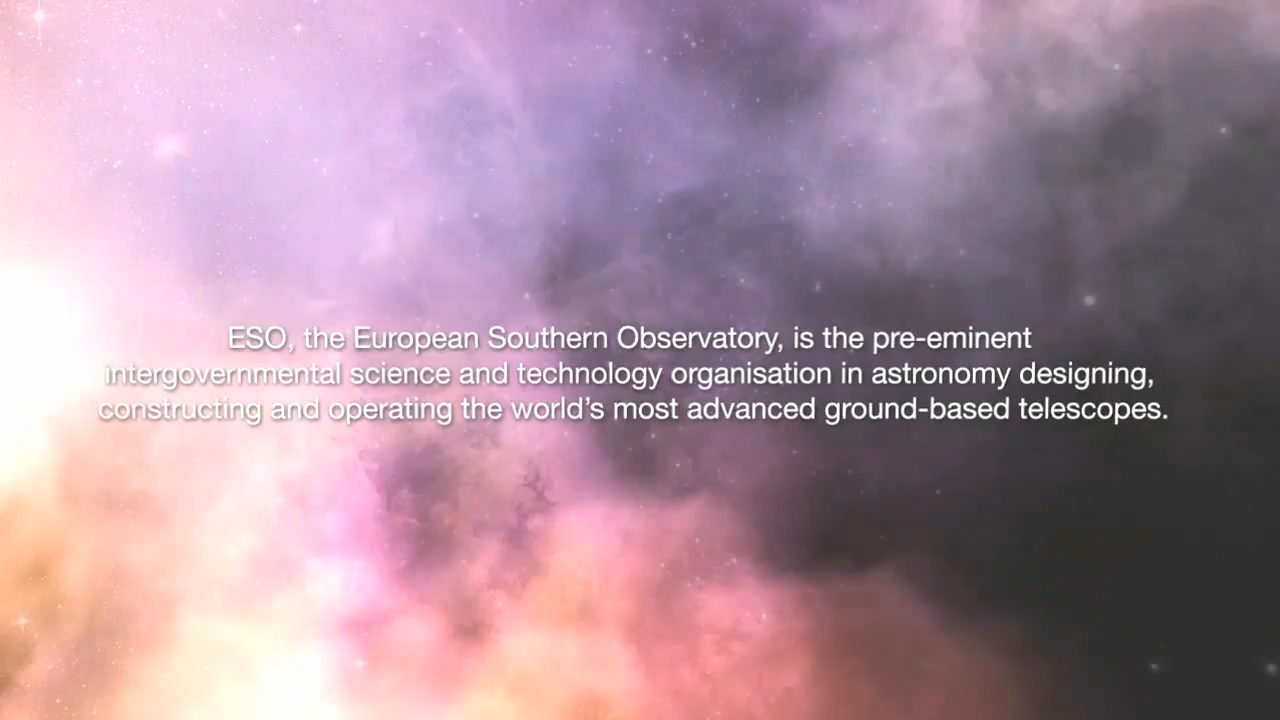 ESO, the European Southern Observatory, is the pre-eminent
intergovernmental science and technology organisation in astronomy designing,
constructing and operating the world’s most advanced ground-based telescopes.